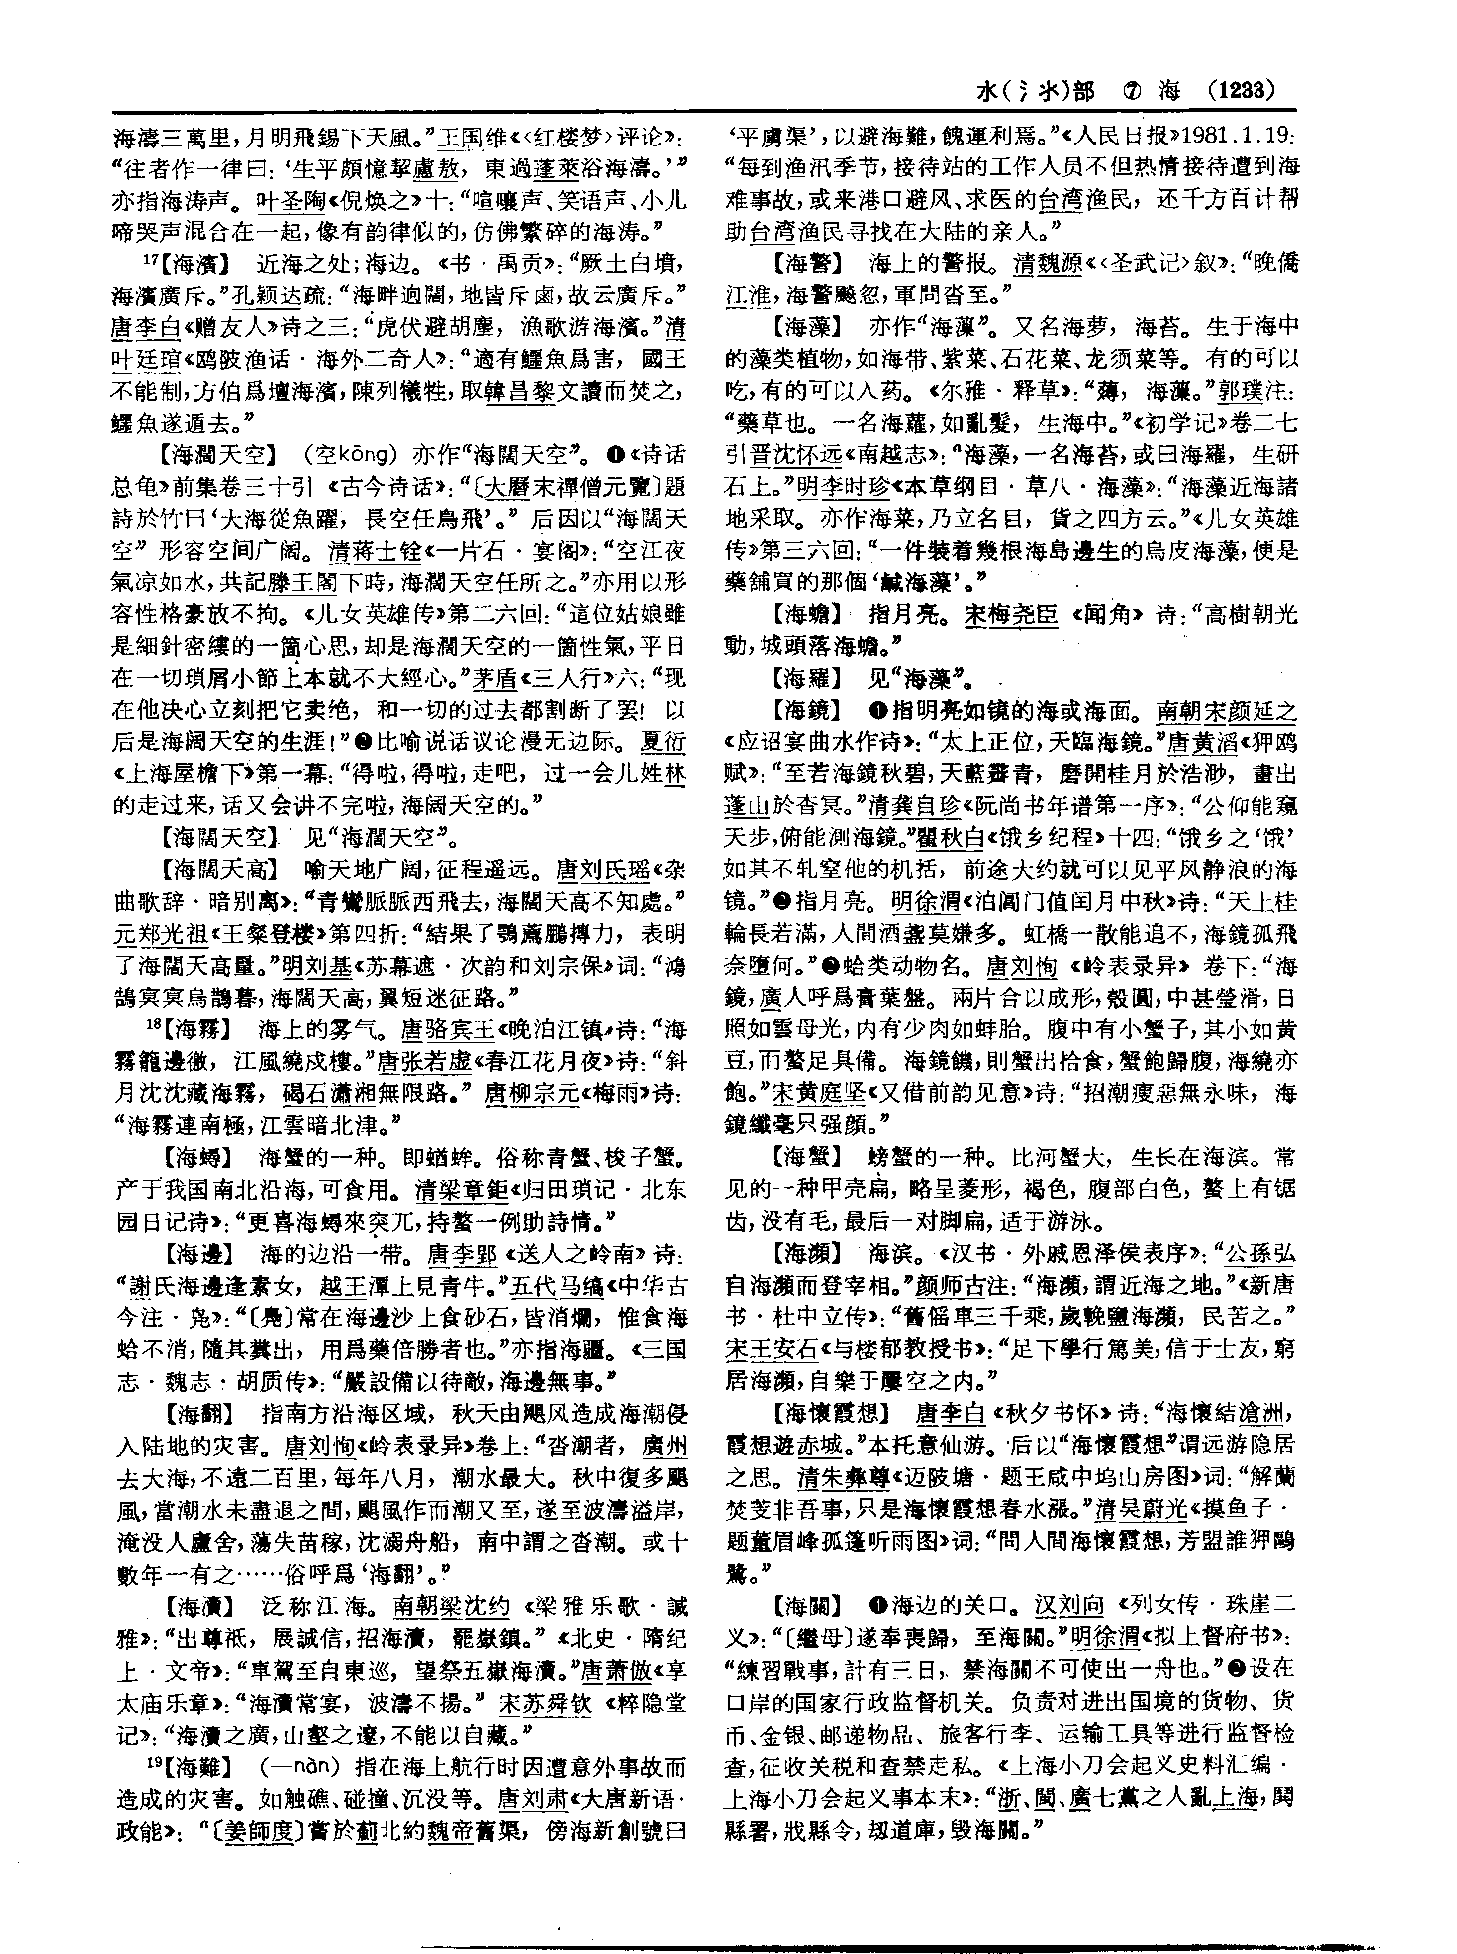 水(氵氺)部 ⑦ 海 (1233)
海濤三萬里，月明飛錫下天風。”王国维《〈红楼梦〉评论》：
“往者作一律曰：‘生平頗憶挈盧敖，東過蓬萊浴海濤。’”
亦指海涛声。叶圣陶《倪焕之》十：“喧嚷声、笑语声、小儿
啼哭声混合在一起，像有韵律似的，仿佛繁碎的海涛。”
17【海濱】 近海之处；海边。《书·禹贡》：“厥土白墳，
海濱廣斥。”孔颖达疏：“海畔迥闊，地皆斥鹵，故云廣斥。”
唐李白《赠友人》诗之三：“虎伏避胡塵，漁歌游海濱。”清
叶廷琯《鸥陂渔话·海外二奇人》：“適有鱷魚爲害，國王
不能制，方伯爲壇海濱，陳列犧牲，取韓昌黎文讀而焚之，
鱷魚遂遁去。”
【海濶天空】 (空kōng) 亦作“海闊天空”。❶《诗话
总龟》前集卷三十引《古今诗话》：“〔大曆末禪僧元覽〕題
詩於竹曰‘大海從魚躍，長空任鳥飛’。”后因以“海闊天
空”形容空间广阔。清蒋士铨《一片石·宴阁》：“空江夜
氣凉如水，共記滕王閣下時，海濶天空任所之。”亦用以形
容性格豪放不拘。《儿女英雄传》第二六回：“這位姑娘雖
是細針密縷的一箇心思，却是海濶天空的一箇性氣，平日
在一切瑣屑小節上本就不大經心。”茅盾《三人行》六：“现
在他决心立刻把它卖绝，和一切的过去都割断了罢！以
后是海阔天空的生涯！”❷比喻说话议论漫无边际。夏衍
《上海屋檐下》第一幕：“得啦，得啦，走吧，过一会儿姓林
的走过来，话又会讲不完啦，海阔天空的。”
【海闊天空】 见“海濶天空”。
【海闊天高】 喻天地广阔，征程遥远。唐刘氏瑶《杂
曲歌辞·暗别离》：“青鸞脈脈西飛去，海闊天高不知處。”
元郑光祖《王粲登楼》第四折：“結果了鶚薦鵬摶力，表明
了海闊天高量。”明刘基《苏幕遮·次韵和刘宗保》词：“鴻
鵠冥冥烏鵲暮，海闊天高，翼短迷征路。”
18【海霧】 海上的雾气。唐骆宾王《晚泊江镇》诗：“海
霧籠邊徼，江風繞戍樓。”唐张若虚《春江花月夜》诗：“斜
月沈沈藏海霧，碣石瀟湘無限路。”唐柳宗元《梅雨》诗：
“海霧連南極，江雲暗北津。”
【海蟳】 海蟹的一种。即蝤蛑。俗称青蟹、梭子蟹。
产于我国南北沿海，可食用。清梁章鉅《归田琐记·北东
园日记诗》：“更喜海蟳來突兀，持螯一例助詩情。”
【海邊】 海的边沿一带。唐李郢《送人之岭南》诗：
“謝氏海邊逢素女，越王潭上見青牛。”五代马缟《中华古
今注·凫》：“〔鳧〕常在海邊沙上食砂石，皆消爛，惟食海
蛤不消，隨其糞出，用爲藥倍勝者也。”亦指海疆。《三国
志·魏志·胡质传》：“嚴設備以待敵，海邊無事。”
【海翻】 指南方沿海区域，秋天由飓风造成海潮侵
入陆地的灾害。唐刘恂《岭表录异》卷上：“沓潮者，廣州
去大海，不遠二百里，每年八月，潮水最大。秋中復多颶
風，當潮水未盡退之間，颶風作而潮又至，遂至波濤溢岸，
淹没人廬舍，蕩失苗稼，沈溺舟船，南中謂之沓潮。或十
數年一有之……俗呼爲‘海翻’。”
【海瀆】 泛称江海。南朝梁沈约《梁雅乐歌·諴
雅》：“出尊祇，展誠信，招海瀆，罷嶽鎮。”《北史·隋纪
上·文帝》：“車駕至自東巡，望祭五嶽海瀆。”唐萧倣《享
太庙乐章》：“海瀆常宴，波濤不揚。”宋苏舜钦《粹隐堂
记》：“海瀆之廣，山壑之邃，不能以自藏。”
19【海難】 (—nàn) 指在海上航行时因遭意外事故而
造成的灾害。如触礁、碰撞、沉没等。唐刘肃《大唐新语·
政能》：“〔姜師度〕嘗於薊北約魏帝舊渠，傍海新創號曰
‘平虜渠’，以避海難，餽運利焉。”《人民日报》1981.1.19：
“每到渔汛季节，接待站的工作人员不但热情接待遭到海
难事故，或来港口避风、求医的台湾渔民，还千方百计帮
助台湾渔民寻找在大陆的亲人。”
【海警】 海上的警报。清魏源《〈圣武记〉叙》：“晚僑
江淮，海警飈忽，軍問沓至。”
【海藻】 亦作“海薻”。又名海萝，海苔。生于海中
的藻类植物，如海带、紫菜、石花菜、龙须菜等。有的可以
吃，有的可以入药。《尔雅·释草》：“薚，海薻。”郭璞注：
“藥草也。一名海蘿，如亂髮，生海中。”《初学记》卷二七
引晋沈怀远《南越志》：“海藻，一名海苔，或曰海羅，生研
石上。”明李时珍《本草纲目·草八·海藻》：“海藻近海諸
地采取。亦作海菜，乃立名目，貨之四方云。”《儿女英雄
传》第三六回：“一件裝着幾根海島邊生的烏皮海藻，便是
藥舖買的那個‘鹹海藻’。”
【海蟾】 指月亮。宋梅尧臣《闻角》诗：“高樹朝光
動，城頭落海蟾。”
【海羅】 见“海藻”。
【海鏡】 ❶指明亮如镜的海或海面。南朝宋颜延之
《应诏宴曲水作诗》：“太上正位，天臨海鏡。”唐黄滔《狎鸥
赋》：“至若海鏡秋碧，天藍霽青，磨開桂月於浩渺，畫出
蓬山於杳冥。”清龚自珍《阮尚书年谱第一序》：“公仰能窺
天步，俯能測海鏡。”瞿秋白《饿乡纪程》十四：“饿乡之‘饿’
如其不轧窒他的机括，前途大约就可以见平风静浪的海
镜。”❷指月亮。明徐渭《泊阊门值闰月中秋》诗：“天上桂
輪長若滿，人間酒盞莫嫌多。虹橋一散能追不，海鏡孤飛
奈墮何。”❸蛤类动物名。唐刘恂《岭表录异》卷下：“海
鏡，廣人呼爲膏葉盤。兩片合以成形，殼圓，中甚瑩滑，日
照如雲母光，内有少肉如蚌胎。腹中有小蟹子，其小如黄
豆，而螯足具備。海鏡饑，則蟹出拾食，蟹飽歸腹，海鏡亦
飽。”宋黄庭坚《又借前韵见意》诗：“招潮瘦惡無永味，海
鏡纖毫只强顔。”
【海蟹】 螃蟹的一种。比河蟹大，生长在海滨。常
见的一种甲壳扁，略呈菱形，褐色，腹部白色，螯上有锯
齿，没有毛，最后一对脚扁，适于游泳。
【海瀕】 海滨。《汉书·外戚恩泽侯表序》：“公孫弘
自海瀕而登宰相。”颜师古注：“海瀕，謂近海之地。”《新唐
书·杜中立传》：“舊傜車三千乘，歲輓鹽海瀕，民苦之。”
宋王安石《与楼郁教授书》：“足下學行篤美，信于士友，窮
居海瀕，自樂于屢空之内。”
【海懷霞想】 唐李白《秋夕书怀》诗：“海懷結滄洲，
霞想遊赤城。”本托意仙游。后以“海懷霞想”谓远游隐居
之思。清朱彝尊《迈陂塘·题王咸中坞山房图》词：“解蘭
焚芰非吾事，只是海懷霞想春水漲。”清吴蔚光《摸鱼子·
题董眉峰孤篷听雨图》词：“問人間海懷霞想，芳盟誰狎鷗
鷺。”
【海關】 ❶海边的关口。汉刘向《列女传·珠崖二
义》：“〔繼母〕遂奉喪歸，至海關。”明徐渭《拟上督府书》：
“練習戰事，計有三日，禁海關不可使出一舟也。”❷设在
口岸的国家行政监督机关。负责对进出国境的货物、货
币、金银、邮递物品、旅客行李、运输工具等进行监督检
查，征收关税和查禁走私。《上海小刀会起义史料汇编·
上海小刀会起义事本末》：“浙、閩、廣七黨之人亂上海，鬨
縣署，戕縣令，刧道庫，毁海關。”